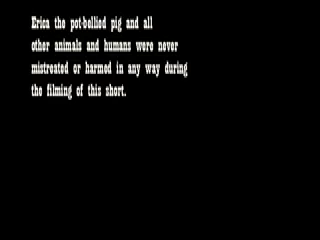 Erica the pot-bellied pig and all
other animals and humans were never
mistreated or harmed in any way during
the filming of this short.